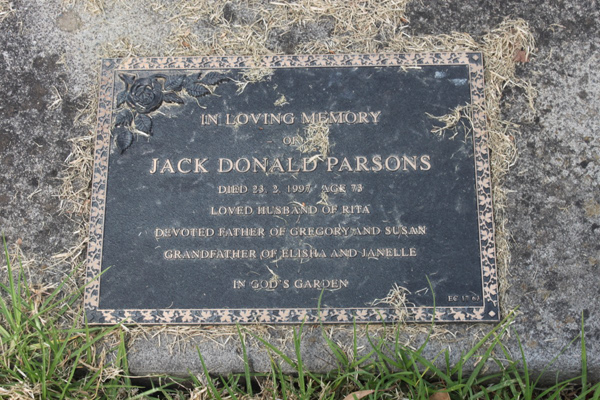 IN LOVING MEMORY
OF
JACK DONALD PARSONS
DIED 23. 2. 1997 AGE 73
LOVED HUSBAND OF RITA
DEVOTED FATHER OF GREGORY AND SUSAN
GRANDFATHER OF ELISHA AND JANELLE
IN GOD'S GARDEN